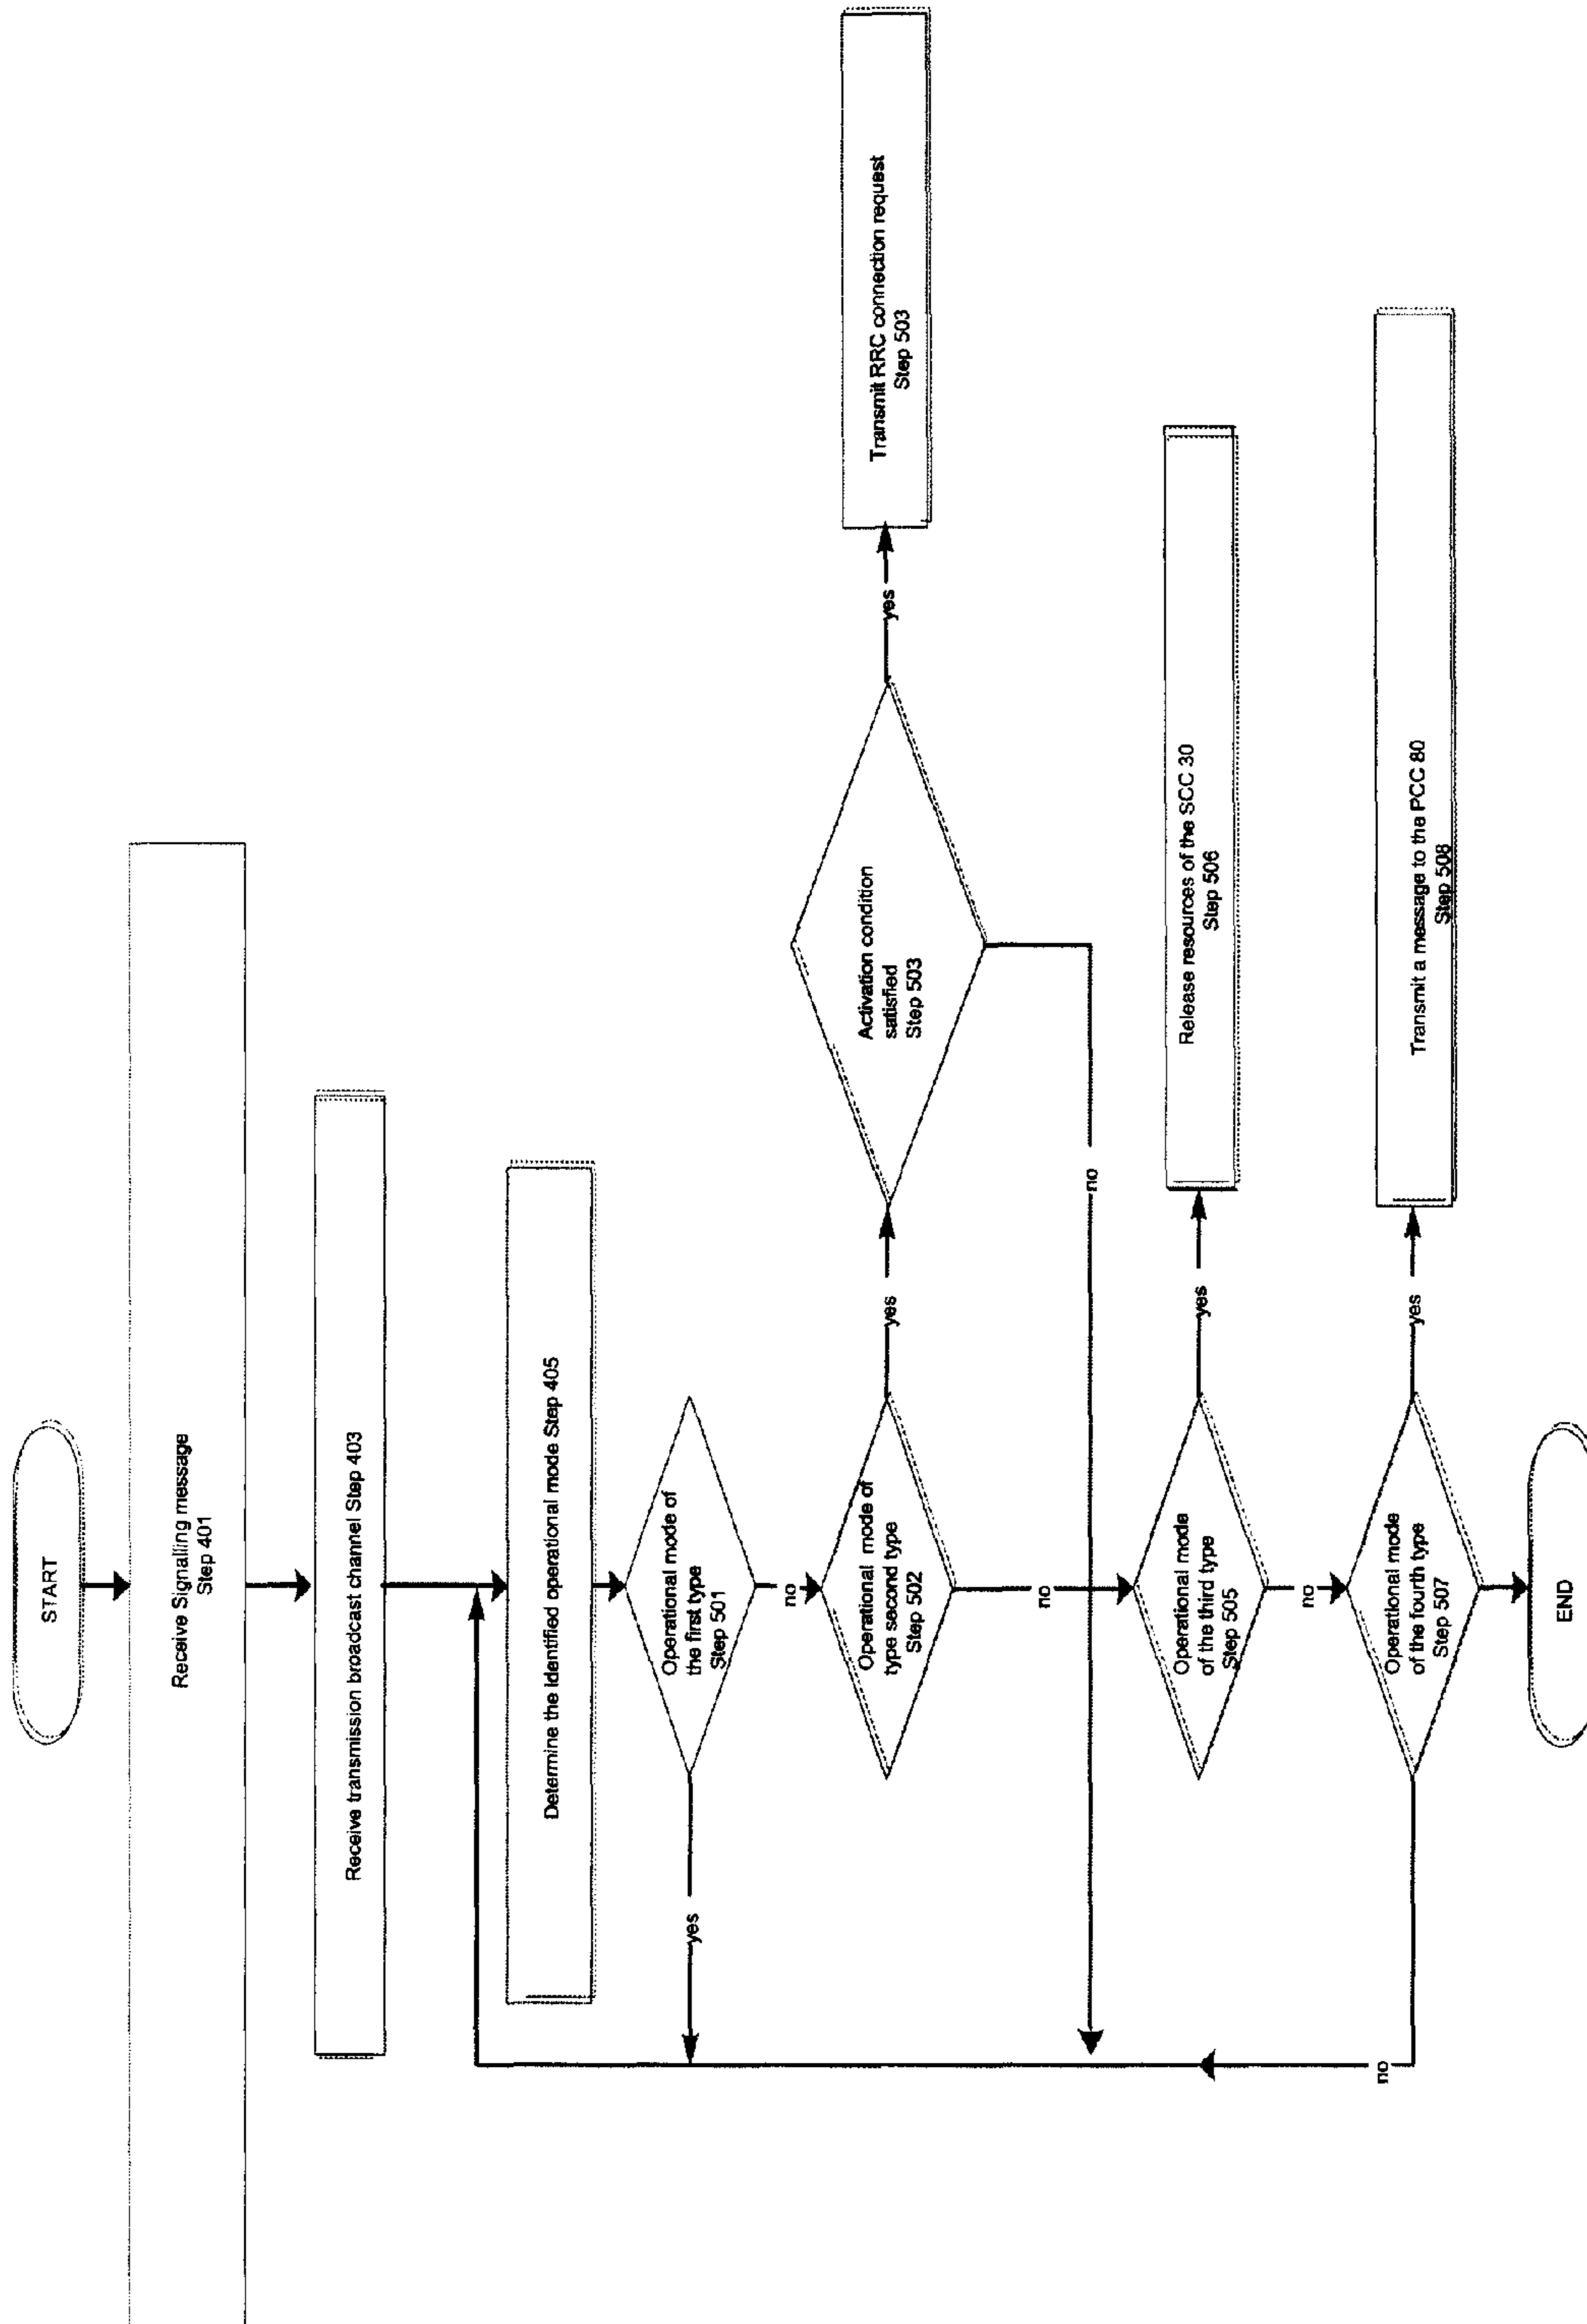 START
Receive Signalling message
Step 401
Receive transmission broadcast channel Step 403
Determine the identified operational mode Step 405
Operational mode of
the first type
Step 501
yes
no
Operational mode of
type second type
Step 502
yes
no
Activation condition
satisfied
Step 503
yes
no
Transmit RRC connection request
Step 503
Operational mode
of the third type
Step 505
yes
no
Release resources of the SCC 30
Step 506
Operational mode
of the fourth type
Step 507
yes
no
Transmit a message to the PCC 80
Step 508
END